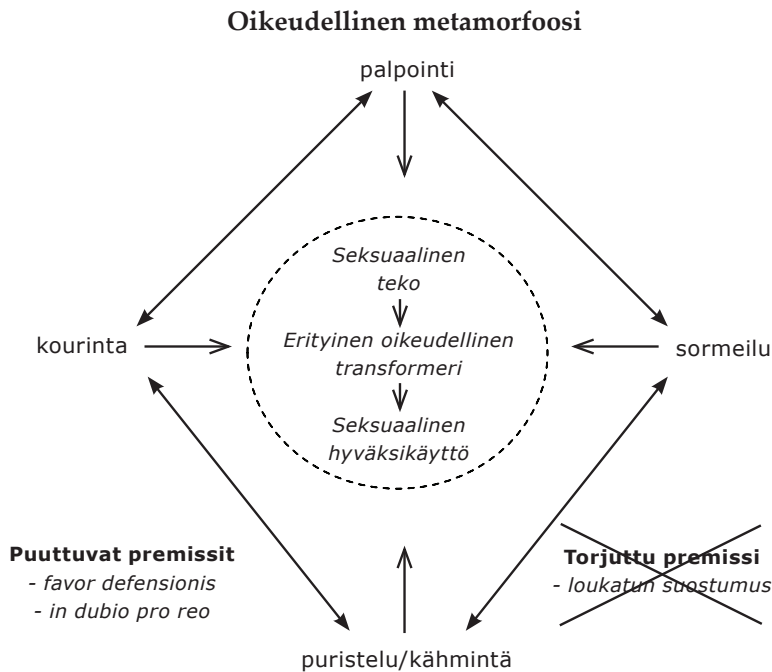 Oikeudellinen metamorfoosi
palpointi
Seksuaalinen
teko
kourinta
Erityinen oikeudellinen
transformeri
sormeilu
Seksuaalinen
hyväksikäyttö
Puuttuvat premissit
- favor defensionis
- in dubio pro reo
Torjuttu premissi
- loukatun suostumus
puristelu/kähmintä